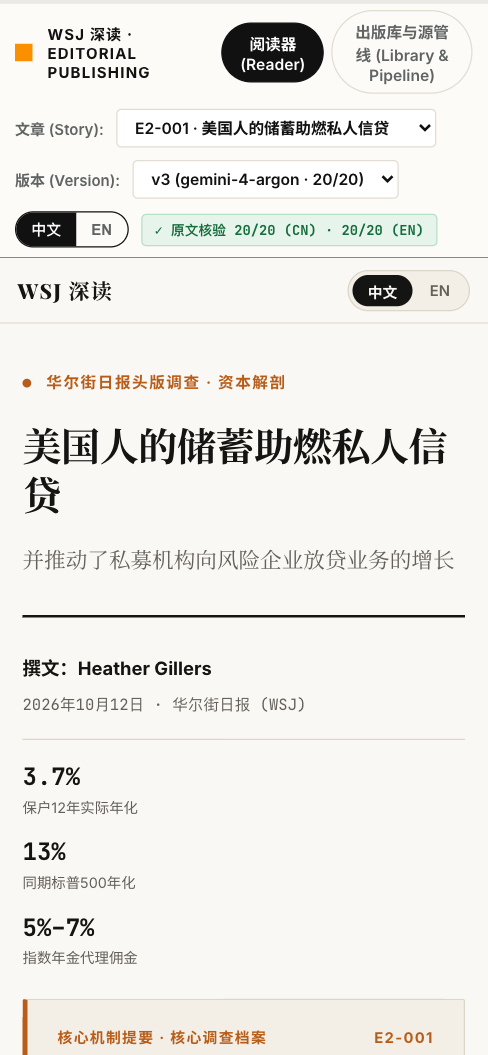 WSJ 深读 ·
EDITORIAL
PUBLISHING
阅读器
(Reader)
出版库与源管
线 (Library &
Pipeline)
文章 (Story):
E2-001 · 美国人的储蓄助燃私人信贷
版本 (Version):
v3 (gemini-4-argon · 20/20)
中文 EN
✓ 原文核验 20/20 (CN) · 20/20 (EN)
WSJ 深读
中文 EN
● 华尔街日报头版调查 · 资本解剖
美国人的储蓄助燃私人信
贷
并推动了私募机构向风险企业放贷业务的增长
撰文：Heather Gillers
2026年10月12日 · 华尔街日报 (WSJ)
3.7%
保户12年实际年化
13%
同期标普500年化
5%–7%
指数年金代理佣金
核心机制提要 · 核心调查档案 E2-001